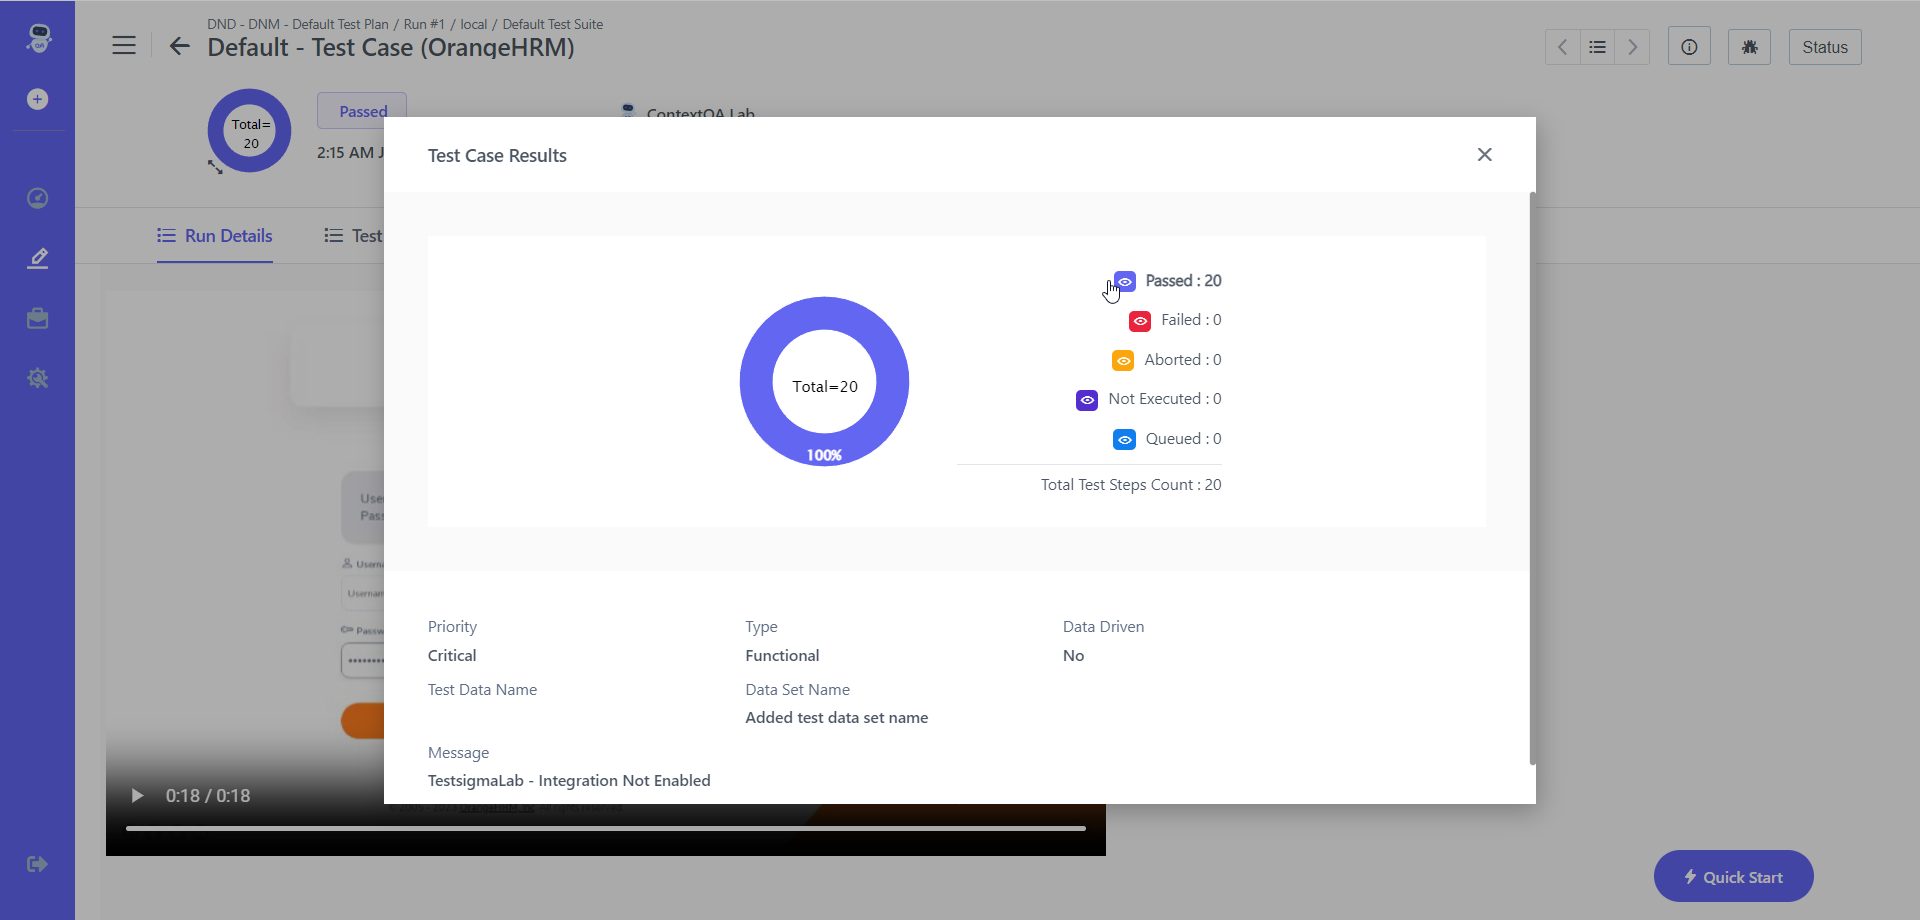 DND - DNM - Default Test Plan / Run #1 / local / Default Test Suite
Default - Test Case (OrangeHRM)
Status
Total=
20
Passed
ContextQA Lab
2:15 AM J
Run Details
Test
Test Case Results
Total=20
100%
Passed : 20
Failed : 0
Aborted : 0
Not Executed : 0
Queued : 0
Total Test Steps Count : 20
Priority
Critical
Type
Functional
Data Driven
No
Test Data Name
Data Set Name
Added test data set name
Message
TestsigmaLab - Integration Not Enabled
Use
Pas
Usern
Usernam
Passw
0:18 / 0:18
Quick Start